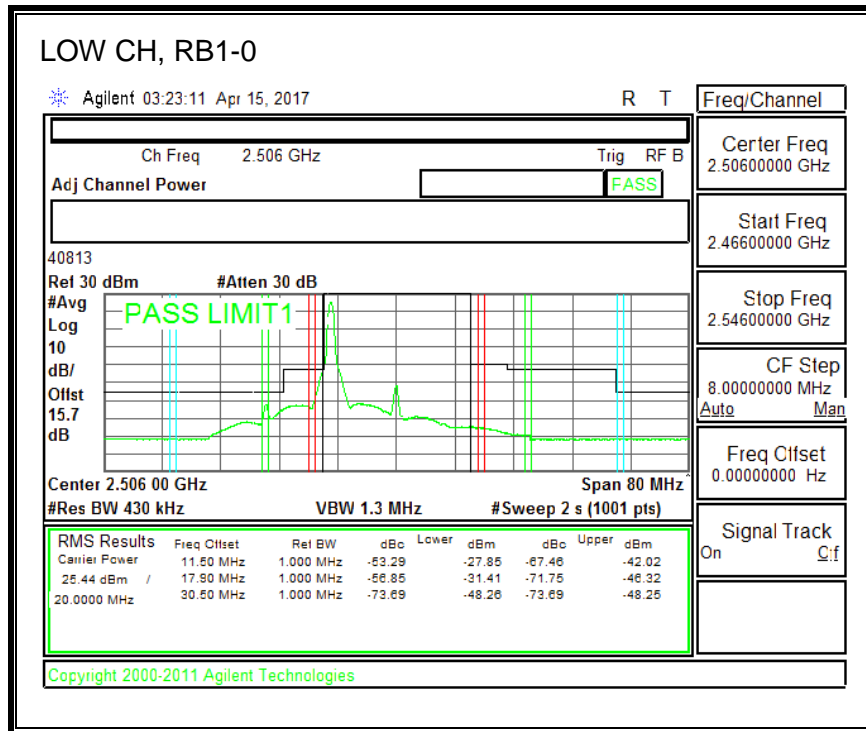 LOW CH, RB1-0
Agilent 03:23:11 Apr 15, 2017 R T
Freq/Channel
Ch Freq 2.506 GHz Trig RF B
Adj Channel Power PASS
Center Freq
2.50600000 GHz
Start Freq
2.46600000 GHz
Stop Freq
2.54600000 GHz
CF Step
8.00000000 MHz
Auto Man
Freq Offset
0.00000000 Hz
Signal Track
On Off
40813
Ref 30 dBm #Atten 30 dB
#Avg
Log
10
dB/
Offst
15.7
dB
PASS LIMIT1
Center 2.506 00 GHz Span 80 MHz
#Res BW 430 kHz VBW 1.3 MHz #Sweep 2 s (1001 pts)
RMS Results Freq Offset Ref BW dBc Lower dBm dBc Upper dBm
Carrier Power 11.50 MHz 1.000 MHz -53.29 -27.85 -67.46 -42.02
25.44 dBm / 17.90 MHz 1.000 MHz -56.85 -31.41 -71.75 -46.32
20.0000 MHz 30.50 MHz 1.000 MHz -73.69 -48.26 -73.69 -48.25
Copyright 2000-2011 Agilent Technologies